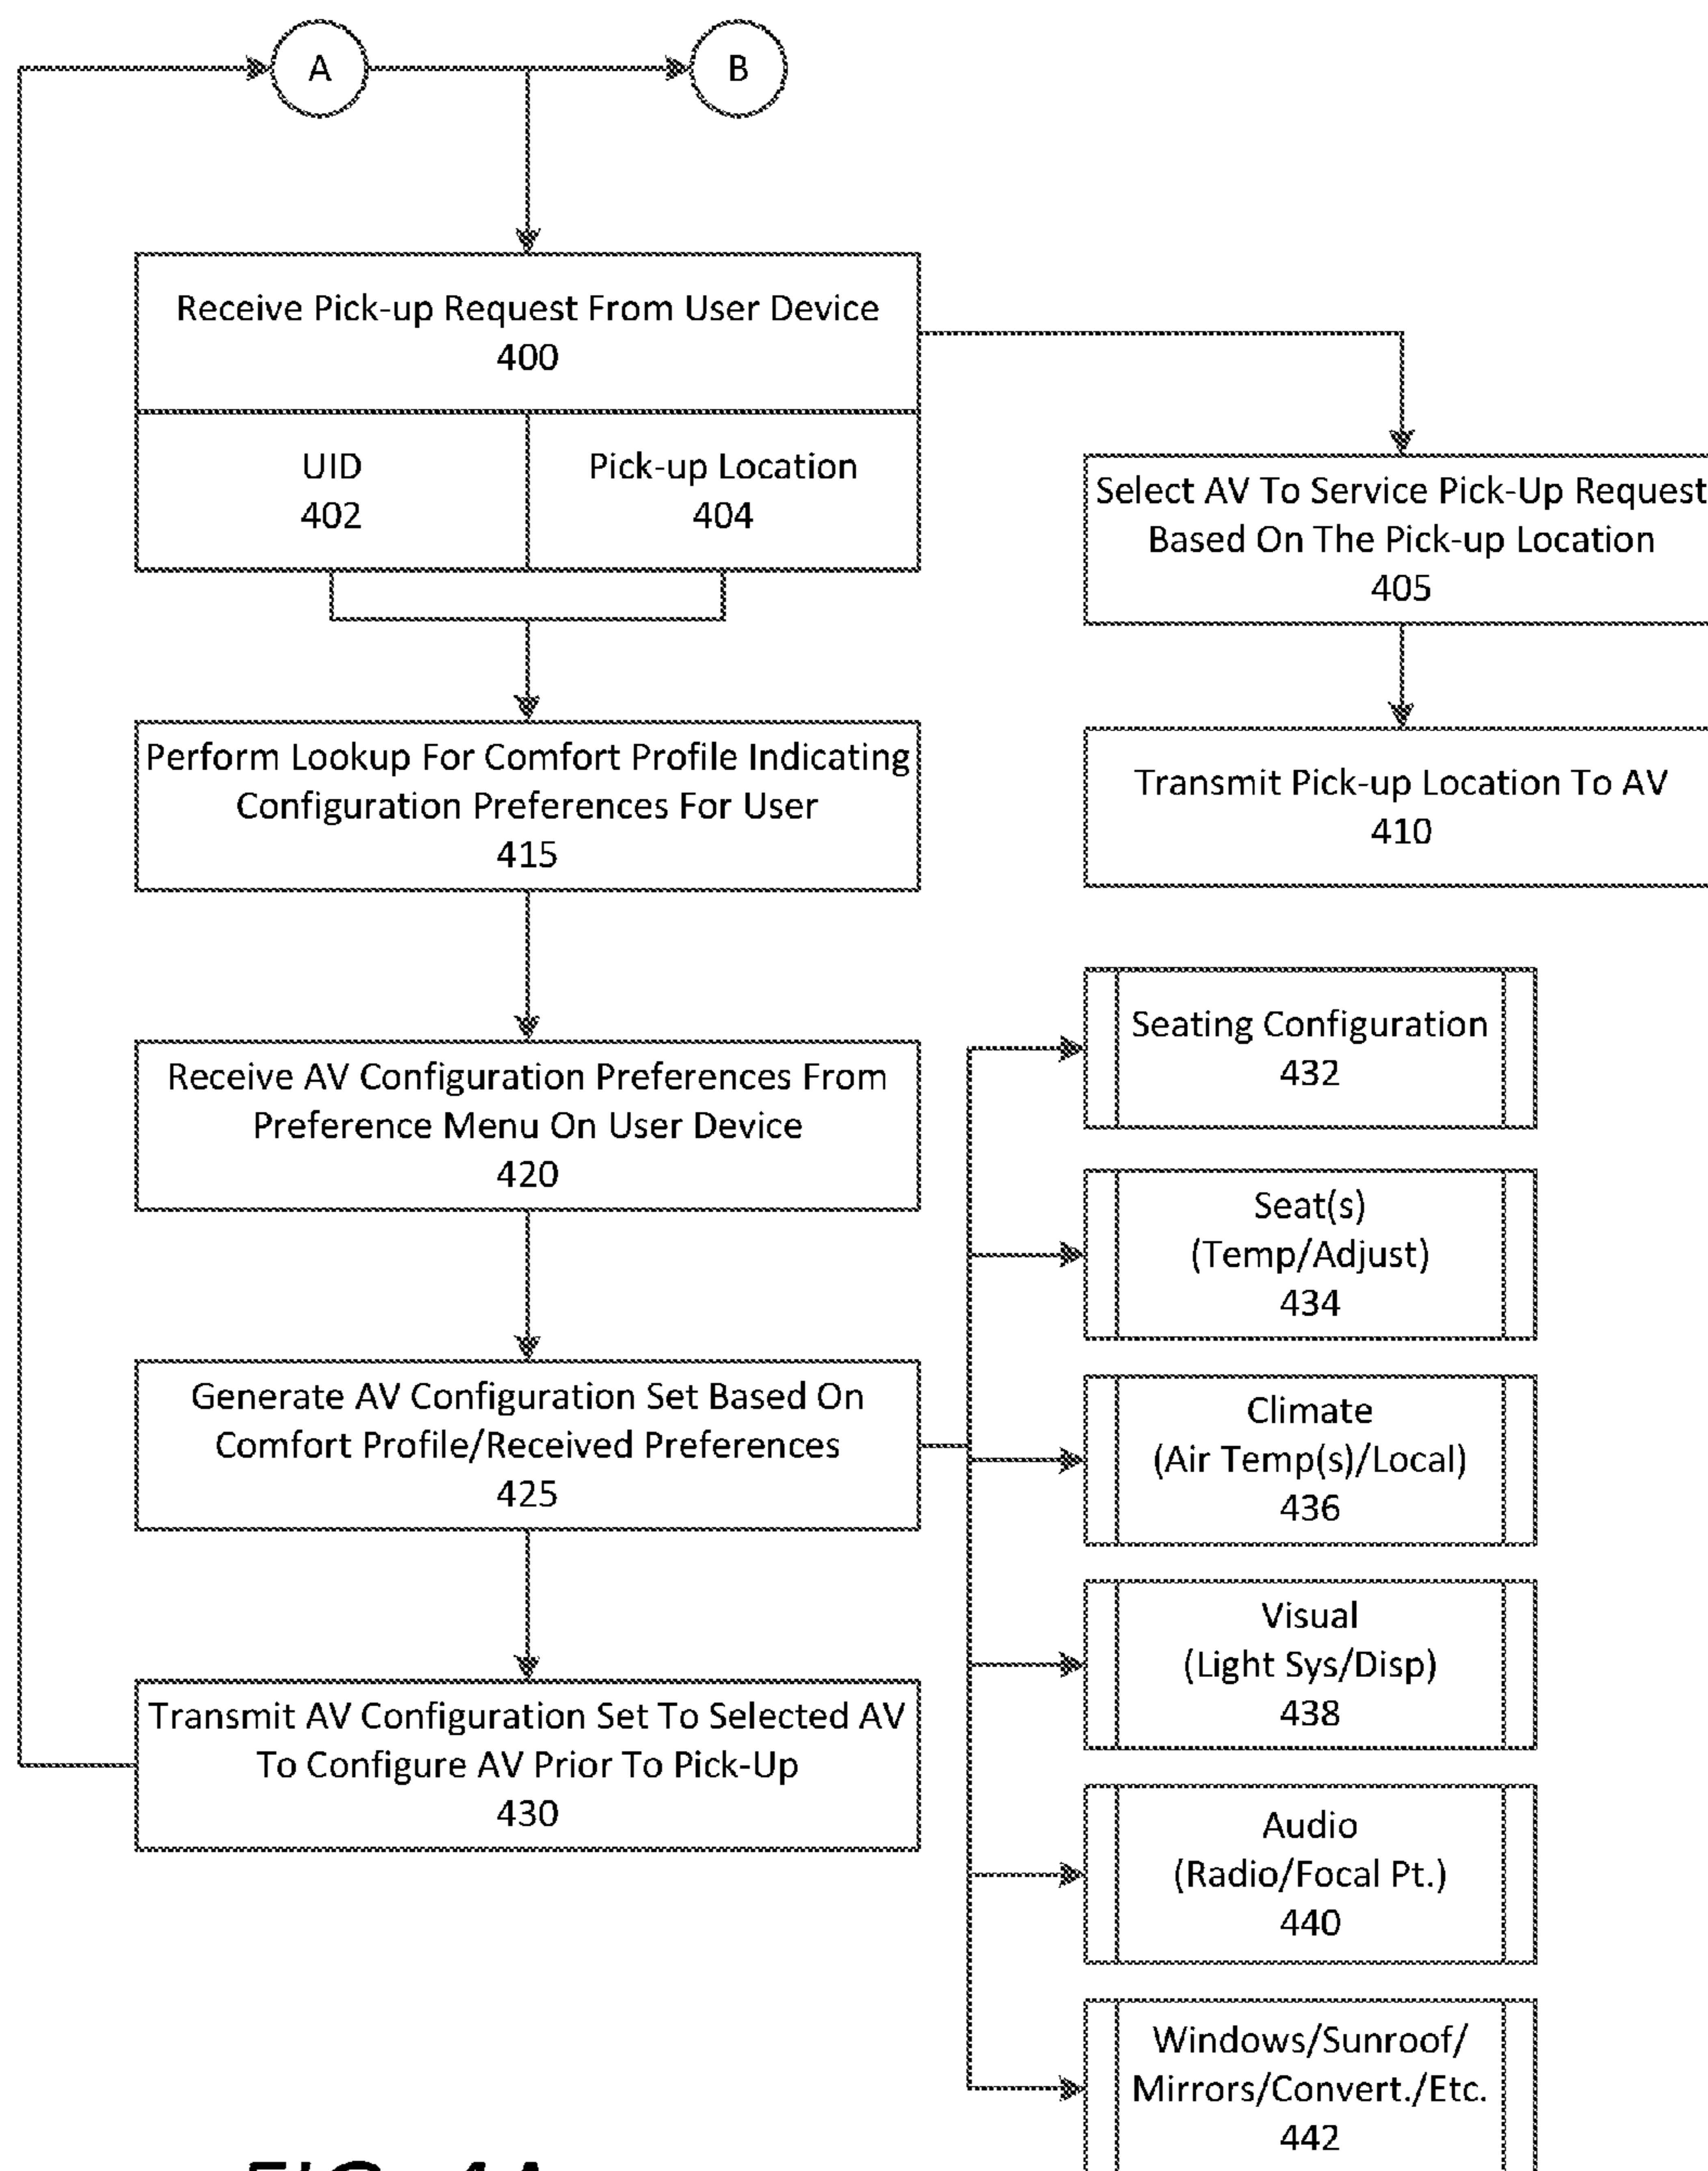 A
B
Receive Pick-up Request From User Device
400
UID
402
Pick-up Location
404
Select AV To Service Pick-Up Request
Based On The Pick-up Location
405
Transmit Pick-up Location To AV
410
Perform Lookup For Comfort Profile Indicating
Configuration Preferences For User
415
Receive AV Configuration Preferences From
Preference Menu On User Device
420
Generate AV Configuration Set Based On
Comfort Profile/Received Preferences
425
Transmit AV Configuration Set To Selected AV
To Configure AV Prior To Pick-Up
430
Seating Configuration
432
Seat(s)
(Temp/Adjust)
434
Climate
(Air Temp(s)/Local)
436
Visual
(Light Sys/Disp)
438
Audio
(Radio/Focal Pt.)
440
Windows/Sunroof/
Mirrors/Convert./Etc.
442